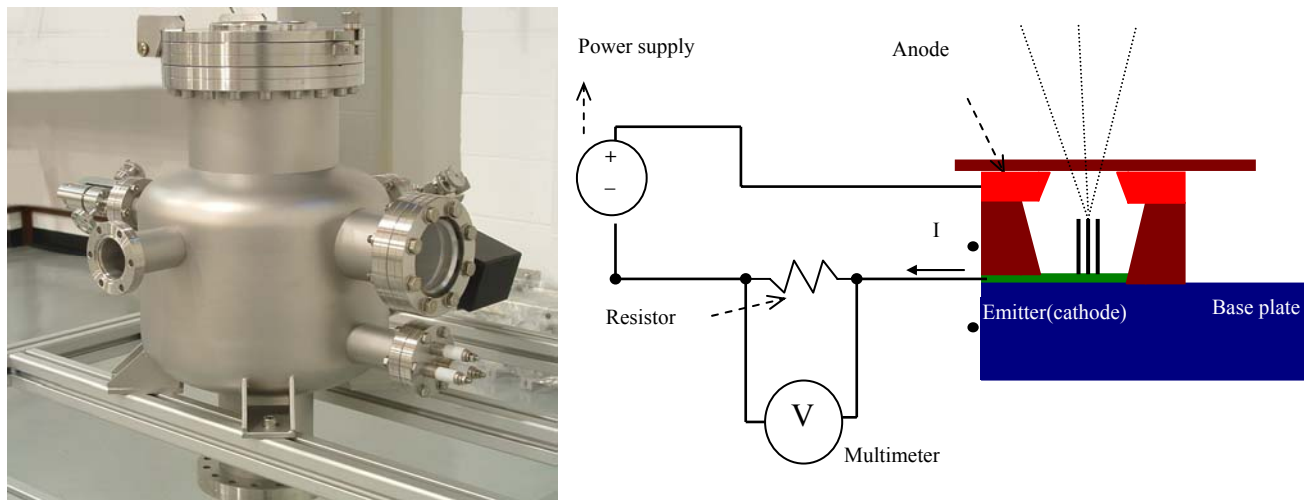 Power supply
Anode
+
–
I
Resistor
Emitter(cathode)
Base plate
V
Multimeter